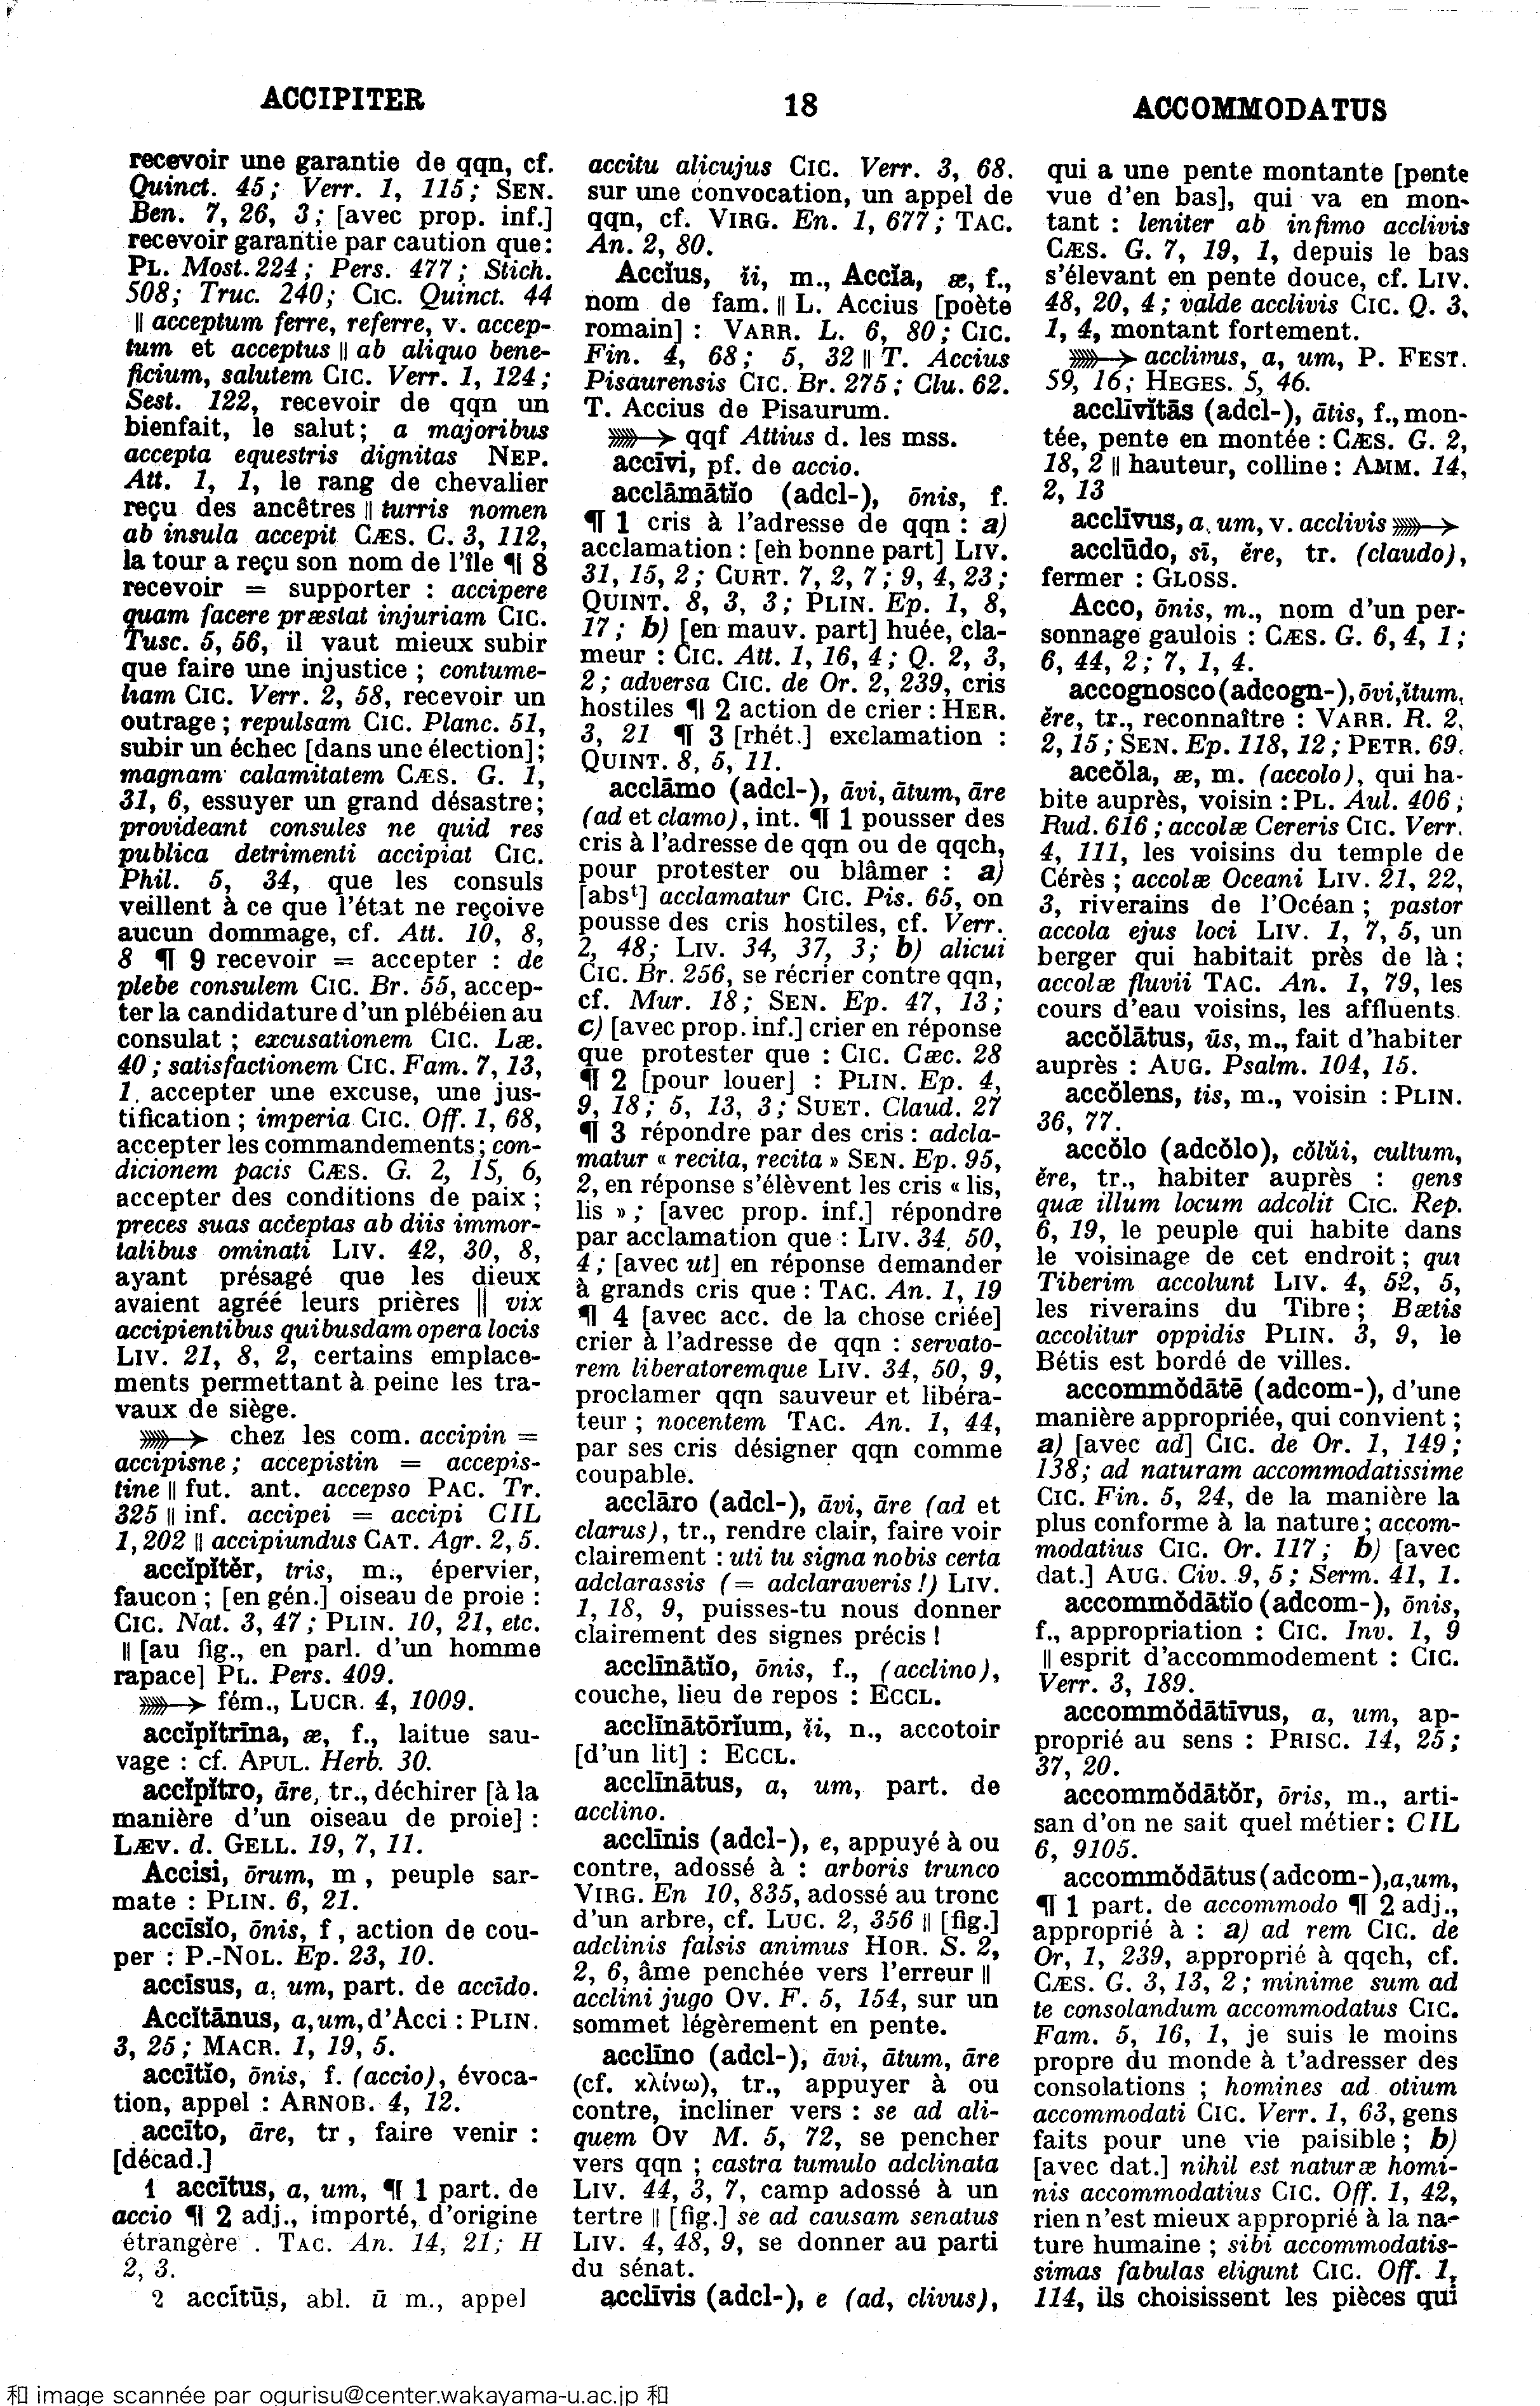 ACCIPITER
18
ACCOMMODATUS
recevoir une garantie de qqn, cf.
Quinct. 45; Verr. 1, 115; SEN.
Ben. 7, 26, 3; [avec prop. inf.]
recevoir garantie par caution que:
PL. Most. 224; Pers. 477; Stich.
508; Truc. 240; CIC. Quinct. 44
|| acceptum ferre, referre, v. accep-
tum et acceptus || ab aliquo bene-
ficium, salutem CIC. Verr. 1, 124;
Sest. 122, recevoir de qqn un
bienfait, le salut; a majoribus
accepta equestris dignitas NEP.
Att. 1, 1, le rang de chevalier
reçu des ancêtres || turris nomen
ab insula accepit CÆS. C. 3, 112,
la tour a reçu son nom de l'île ¶ 8
recevoir = supporter : accipere
quam facere præstat injuriam CIC.
Tusc. 5, 56, il vaut mieux subir
que faire une injustice ; contume-
liam CIC. Verr. 2, 58, recevoir un
outrage ; repulsam CIC. Planc. 51,
subir un échec [dans une élection];
magnam calamitatem CÆS. G. 1,
31, 6, essuyer un grand désastre;
provideant consules ne quid res
publica detrimenti accipiat CIC.
Phil. 5, 34, que les consuls
veillent à ce que l'état ne reçoive
aucun dommage, cf. Att. 10, 8,
8 ¶ 9 recevoir = accepter : de
plebe consulem CIC. Br. 55, accep-
ter la candidature d'un plébéien au
consulat ; excusationem CIC. Læ.
40 ; satisfactionem CIC. Fam. 7, 13,
1, accepter une excuse, une jus-
tification ; imperia CIC. Off. 1, 68,
accepter les commandements; con-
dicionem pacis CÆS. G. 2, 15, 6,
accepter des conditions de paix ;
preces suas acceptas ab diis immor-
talibus ominati LIV. 42, 30, 8,
ayant présagé que les dieux
avaient agréé leurs prières || vix
accipientibus quibusdam opera locis
LIV. 21, 8, 2, certains emplace-
ments permettant à peine les tra-
vaux de siège.
⟫→ chez les com. accipin =
accipisne ; accepistin = accepis-
tine || fut. ant. accepso PAC. Tr.
325 || inf. accipei = accipi CIL
1, 202 || accipiundus CAT. Agr. 2, 5.
accĭpĭtĕr, tris, m., épervier,
faucon ; [en gén.] oiseau de proie :
CIC. Nat. 3, 47 ; PLIN. 10, 21, etc.
|| [au fig., en parl. d'un homme
rapace] PL. Pers. 409.
⟫→ fém., LUCR. 4, 1009.
accĭpĭtrīna, æ, f., laitue sau-
vage : cf. APUL. Herb. 30.
accĭpĭtro, āre, tr., déchirer [à la
manière d'un oiseau de proie] :
LÆV. d. GELL. 19, 7, 11.
Accisi, ōrum, m , peuple sar-
mate : PLIN. 6, 21.
accīsĭo, ōnis, f , action de cou-
per : P.-NOL. Ep. 23, 10.
accīsus, a, um, part. de accīdo.
Accĭtānus, a, um, d'Acci : PLIN.
3, 25 ; MACR. 1, 19, 5.
accītĭo, ōnis, f. (accio), évoca-
tion, appel : ARNOB. 4, 12.
accīto, āre, tr , faire venir :
[décad.]
1 accītus, a, um, ¶ 1 part. de
accio ¶ 2 adj., importé, d'origine
étrangère . TAC. An. 14, 21; H
2, 3.
2 accītŭs, abl. ū m., appel
accitu alicujus CIC. Verr. 3, 68,
sur une convocation, un appel de
qqn, cf. VIRG. En. 1, 677; TAC.
An. 2, 80.
Accĭus, ĭi, m., Accĭa, æ, f.,
nom de fam. || L. Accius [poète
romain] : VARR. L. 6, 80; CIC.
Fin. 4, 68; 5, 32 || T. Accius
Pisaurensis CIC. Br. 275; Clu. 62.
T. Accius de Pisaurum.
⟫→ qqf Attius d. les mss.
accīvi, pf. de accio.
acclāmātĭo (adcl-), ōnis, f.
¶ 1 cris à l'adresse de qqn : a)
acclamation : [en bonne part] LIV.
31, 15, 2; CURT. 7, 2, 7; 9, 4, 23;
QUINT. 8, 3, 3; PLIN. Ep. 1, 8,
17 ; b) [en mauv. part] huée, cla-
meur : CIC. Att. 1, 16, 4; Q. 2, 3,
2; adversa CIC. de Or. 2, 239, cris
hostiles ¶ 2 action de crier : HER.
3, 21 ¶ 3 [rhét.] exclamation :
QUINT. 8, 5, 11.
acclāmo (adcl-), āvi, ātum, āre
(ad et clamo), int. ¶ 1 pousser des
cris à l'adresse de qqn ou de qqch,
pour protester ou blâmer : a)
[absᵗ] acclamatur CIC. Pis. 65, on
pousse des cris hostiles, cf. Verr.
2, 48; LIV. 34, 37, 3; b) alicui
CIC. Br. 256, se récrier contre qqn,
cf. Mur. 18; SEN. Ep. 47, 13;
c) [avec prop. inf.] crier en réponse
que protester que : CIC. Cæc. 28
¶ 2 [pour louer] : PLIN. Ep. 4,
9, 18; 5, 13, 3; SUET. Claud. 27
¶ 3 répondre par des cris : adcla-
matur « recita, recita » SEN. Ep. 95,
2, en réponse s'élèvent les cris « lis,
lis » ; [avec prop. inf.] répondre
par acclamation que : LIV. 34, 50,
4 ; [avec ut] en réponse demander
à grands cris que : TAC. An. 1, 19
¶ 4 [avec acc. de la chose criée]
crier à l'adresse de qqn : servato-
rem liberatoremque LIV. 34, 50, 9,
proclamer qqn sauveur et libéra-
teur ; nocentem TAC. An. 1, 44,
par ses cris désigner qqn comme
coupable.
acclāro (adcl-), āvi, āre (ad et
clarus), tr., rendre clair, faire voir
clairement : uti tu signa nobis certa
adclarassis (= adclaraveris !) LIV.
1, 18, 9, puisses-tu nous donner
clairement des signes précis !
acclīnātĭo, ōnis, f., (acclino),
couche, lieu de repos : ECCL.
acclīnātōrĭum, ĭi, n., accotoir
[d'un lit] : ECCL.
acclīnātus, a, um, part. de
acclino.
acclīnis (adcl-), e, appuyé à ou
contre, adossé à : arboris trunco
VIRG. En 10, 835, adossé au tronc
d'un arbre, cf. LUC. 2, 356 || [fig.]
adclinis falsis animus HOR. S. 2,
2, 6, âme penchée vers l'erreur ||
acclini jugo OV. F. 5, 154, sur un
sommet légèrement en pente.
acclīno (adcl-), āvi, ātum, āre
(cf. κλίνω), tr., appuyer à ou
contre, incliner vers : se ad ali-
quem OV M. 5, 72, se pencher
vers qqn ; castra tumulo adclinata
LIV. 44, 3, 7, camp adossé à un
tertre || [fig.] se ad causam senatus
LIV. 4, 48, 9, se donner au parti
du sénat.
acclīvis (adcl-), e (ad, clivus),
qui a une pente montante [pente
vue d'en bas], qui va en mon-
tant : leniter ab infimo acclivis
CÆS. G. 7, 19, 1, depuis le bas
s'élevant en pente douce, cf. LIV.
48, 20, 4 ; valde acclivis CIC. Q. 3,
1, 4, montant fortement.
⟫→ acclinus, a, um, P. FEST.
59, 16; HEGES. 5, 46.
acclīvĭtās (adcl-), ātis, f., mon-
tée, pente en montée : CÆS. G. 2,
18, 2 || hauteur, colline : AMM. 14,
2, 13
acclīvus, a, um, v. acclivis ⟫→
acclūdo, sī, ĕre, tr. (claudo),
fermer : GLOSS.
Acco, ōnis, m., nom d'un per-
sonnage gaulois : CÆS. G. 6, 4, 1;
6, 44, 2; 7, 1, 4.
accognosco (adcogn-), ōvi, ĭtum,
ĕre, tr., reconnaître : VARR. R. 2,
2, 15 ; SEN. Ep. 118, 12 ; PETR. 69.
accŏla, æ, m. (accolo), qui ha-
bite auprès, voisin : PL. Aul. 406 ;
Rud. 616 ; accolæ Cereris CIC. Verr.
4, 111, les voisins du temple de
Cérès ; accolæ Oceani LIV. 21, 22,
3, riverains de l'Océan ; pastor
accola ejus loci LIV. 1, 7, 5, un
berger qui habitait près de là ;
accolæ fluvii TAC. An. 1, 79, les
cours d'eau voisins, les affluents.
accŏlātus, ūs, m., fait d'habiter
auprès : AUG. Psalm. 104, 15.
accŏlens, tis, m., voisin : PLIN.
36, 77.
accŏlo (adcŏlo), cŏlŭi, cultum,
ĕre, tr., habiter auprès : gens
quæ illum locum adcolit CIC. Rep.
6, 19, le peuple qui habite dans
le voisinage de cet endroit ; qui
Tiberim accolunt LIV. 4, 52, 5,
les riverains du Tibre; Bætis
accolitur oppidis PLIN. 3, 9, le
Bétis est bordé de villes.
accommŏdātē (adcom-), d'une
manière appropriée, qui convient ;
a) [avec ad] CIC. de Or. 1, 149;
138; ad naturam accommodatissime
CIC. Fin. 5, 24, de la manière la
plus conforme à la nature ; accom-
modatius CIC. Or. 117; b) [avec
dat.] AUG. Civ. 9, 5; Serm. 41, 1.
accommŏdātĭo (adcom-), ōnis,
f., appropriation : CIC. Inv. 1, 9
|| esprit d'accommodement : CIC.
Verr. 3, 189.
accommŏdātīvus, a, um, ap-
proprié au sens : PRISC. 14, 25;
37, 20.
accommŏdātŏr, ōris, m., arti-
san d'on ne sait quel métier : CIL
6, 9105.
accommŏdātus (adcom-), a, um,
¶ 1 part. de accommodo ¶ 2 adj.,
approprié à : a) ad rem CIC. de
Or, 1, 239, approprié à qqch, cf.
CÆS. G. 3, 13, 2; minime sum ad
te consolandum accommodatus CIC.
Fam. 5, 16, 1, je suis le moins
propre du monde à t'adresser des
consolations ; homines ad otium
accommodati CIC. Verr. 1, 63, gens
faits pour une vie paisible ; b)
[avec dat.] nihil est naturæ homi-
nis accommodatius CIC. Off. 1, 42,
rien n'est mieux approprié à la na-
ture humaine ; sibi accommodatis-
simas fabulas eligunt CIC. Off. 1,
114, ils choisissent les pièces qui
和 image scannée par ogurisu@center.wakayama-u.ac.jp 和